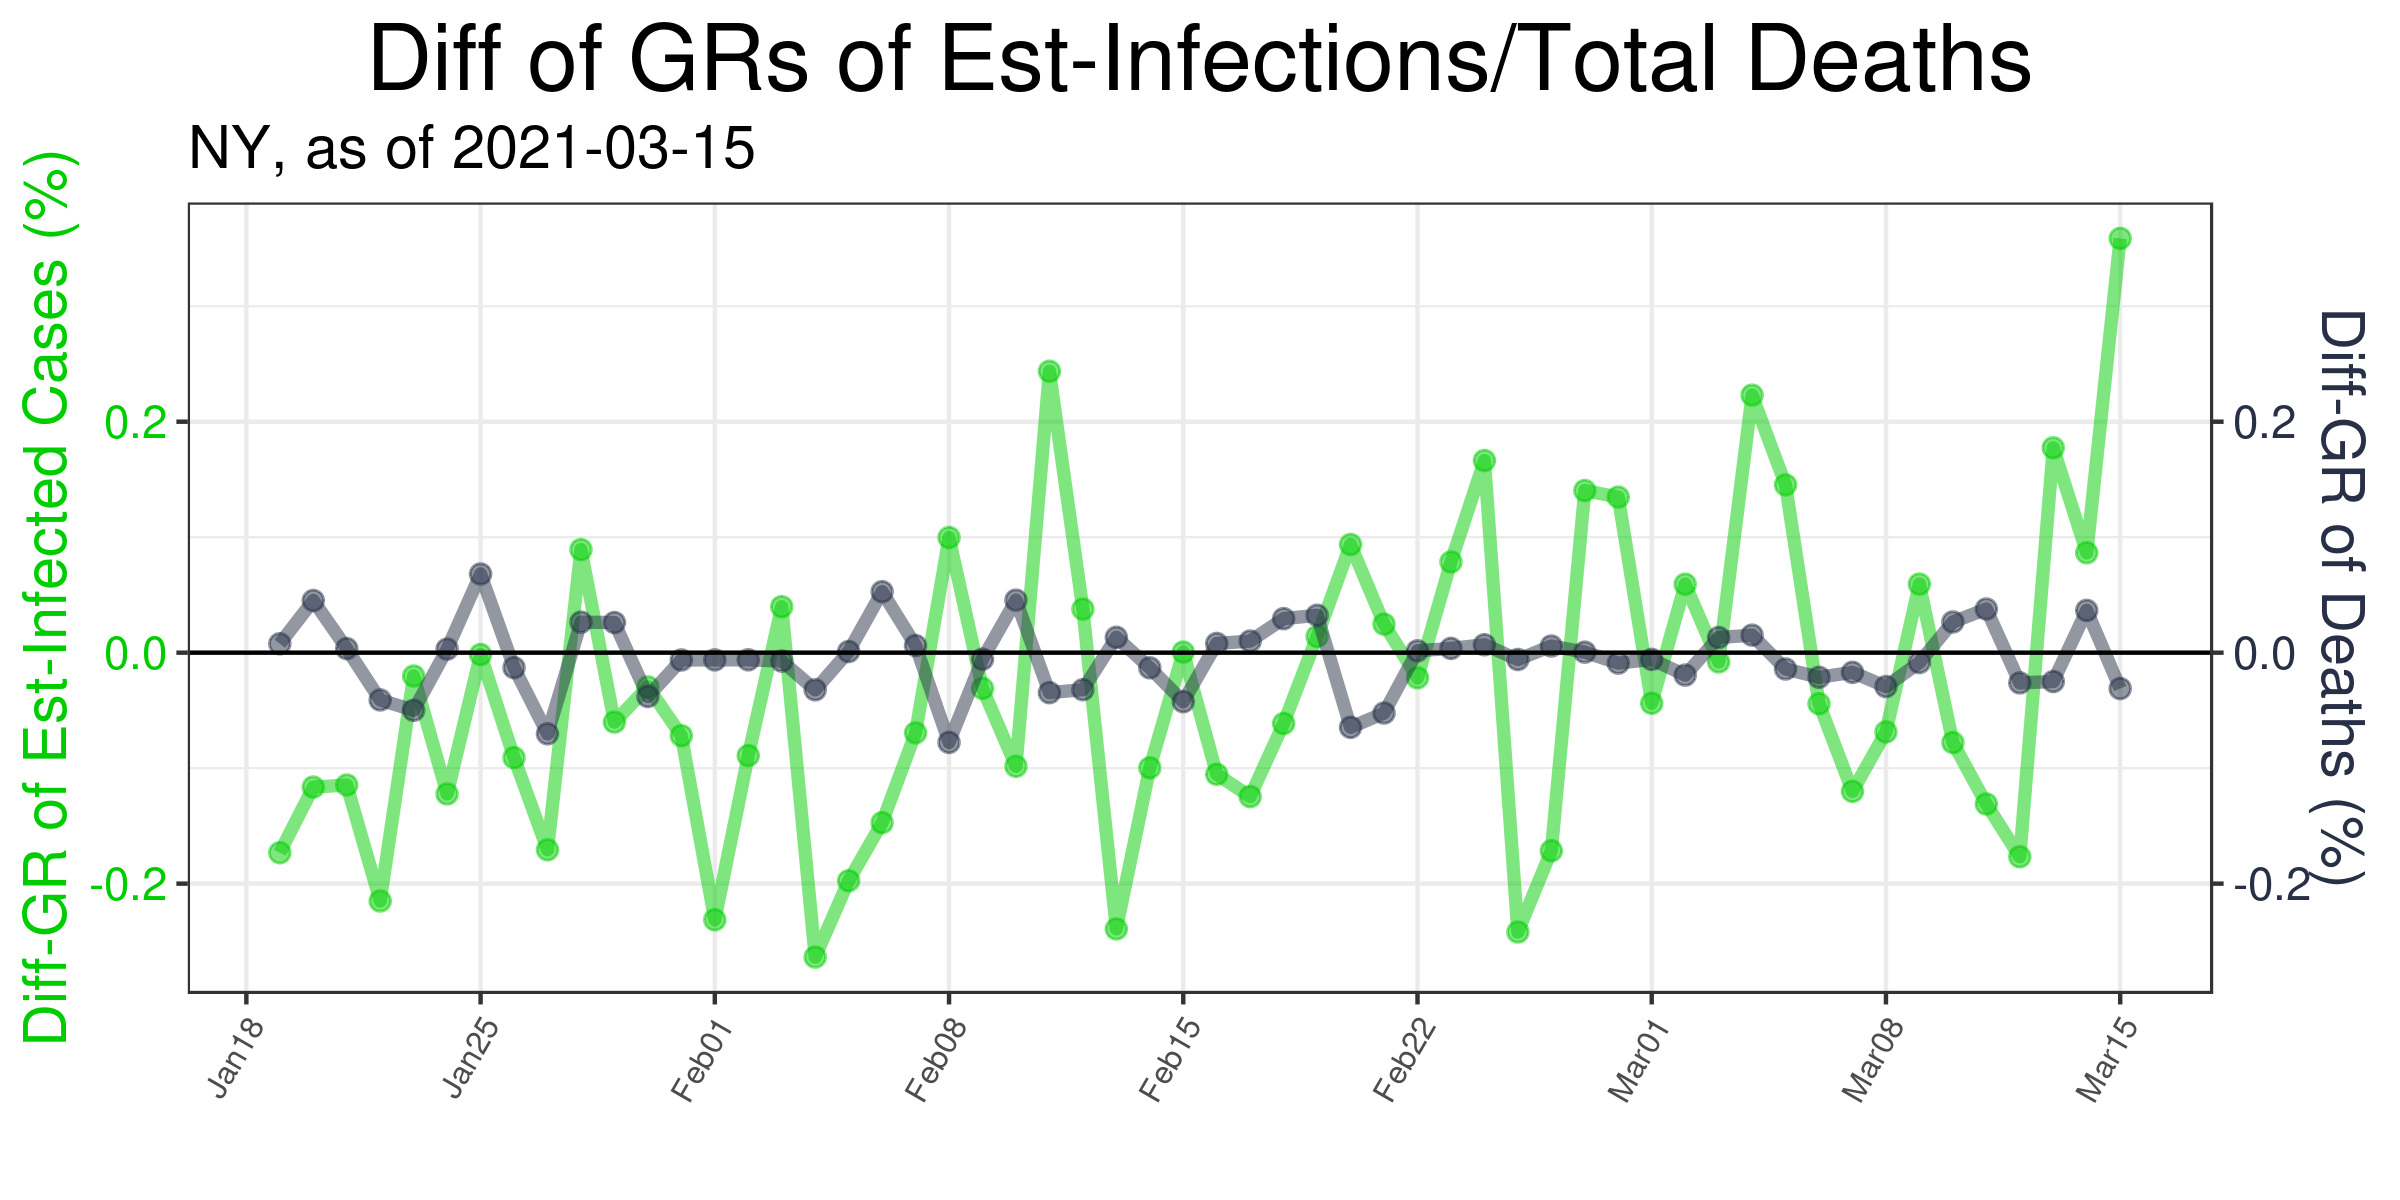 Diff of GRs of Est-Infections/Total Deaths
NY, as of 2021-03-15
Diff-GR of Est-Infected Cases (%)
0.2
0.0
-0.2
0.2
0.0
-0.2
Diff-GR of Deaths (%)
Jan18
Jan25
Feb01
Feb08
Feb15
Feb22
Mar01
Mar08
Mar15